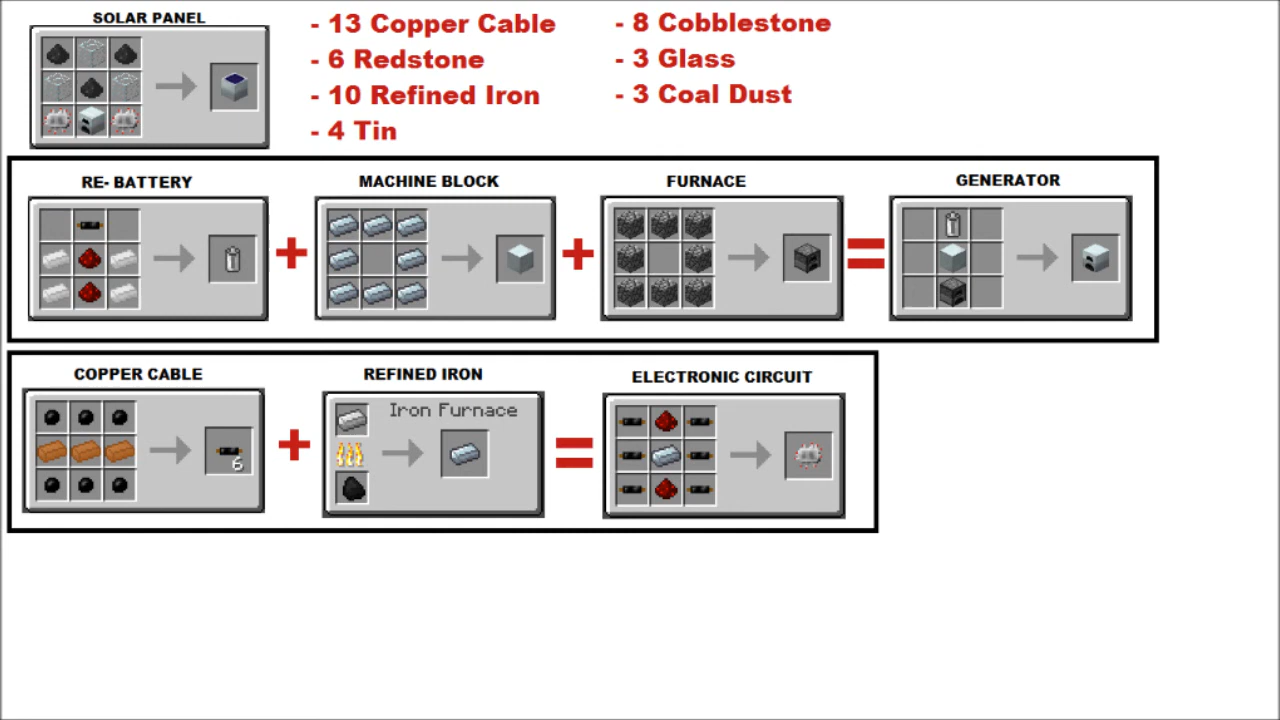 SOLAR PANEL
- 13 Copper Cable
- 6 Redstone
- 10 Refined Iron
- 4 Tin
- 8 Cobblestone
- 3 Glass
- 3 Coal Dust
RE- BATTERY
+
MACHINE BLOCK
+
FURNACE
=
GENERATOR
COPPER CABLE
6
+
REFINED IRON
Iron Furnace
=
ELECTRONIC CIRCUIT